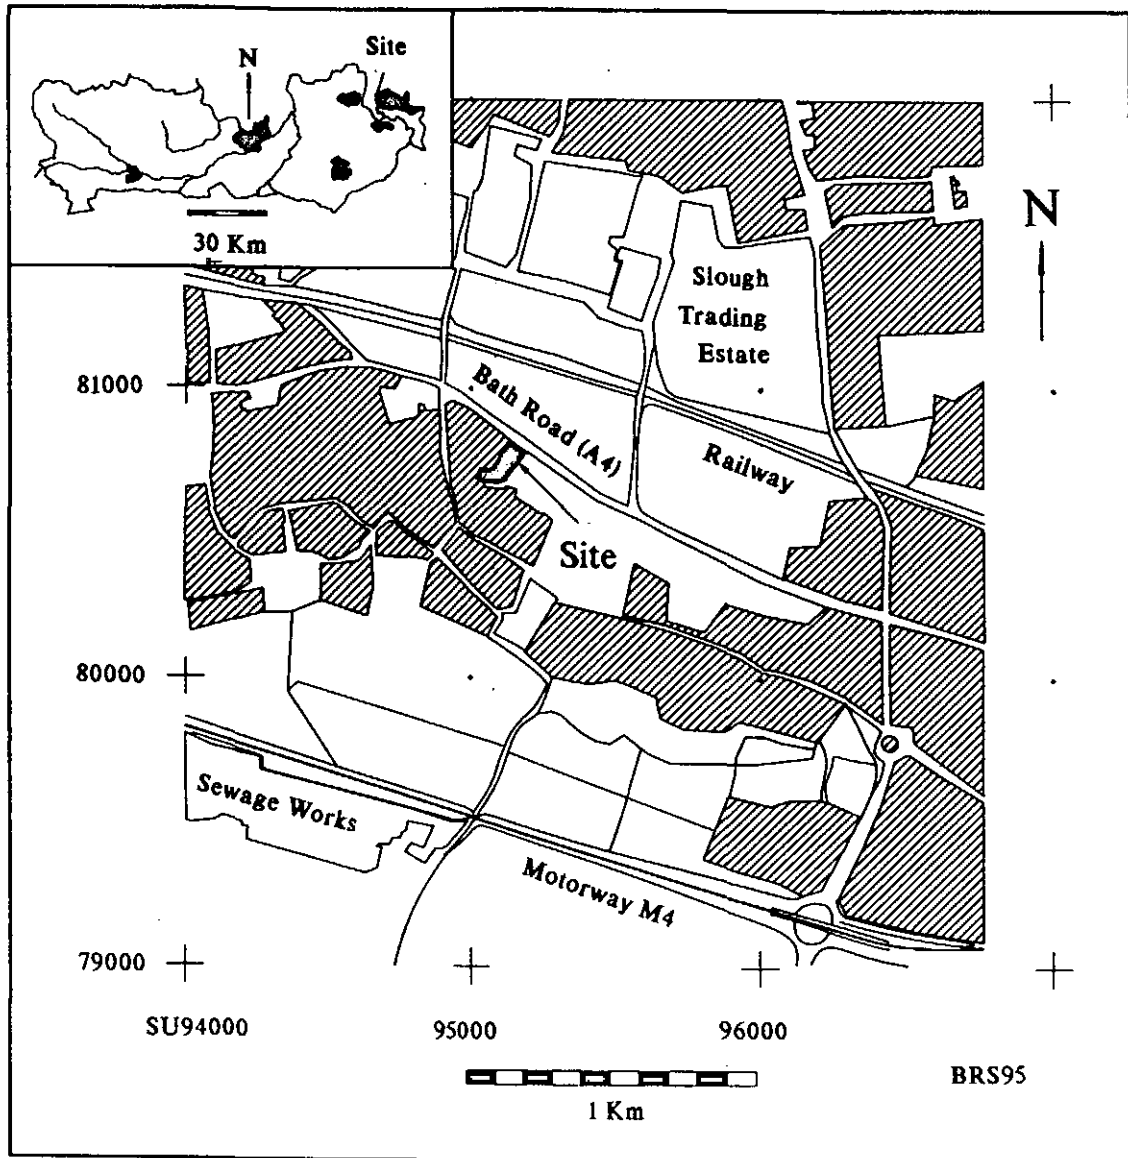 N
Site
30 Km
N
Slough
Trading
Estate
81000
Bath Road (A4)
Railway
Site
80000
Sewage Works
Motorway M4
79000
SU94000
95000
96000
BRS95
1 Km